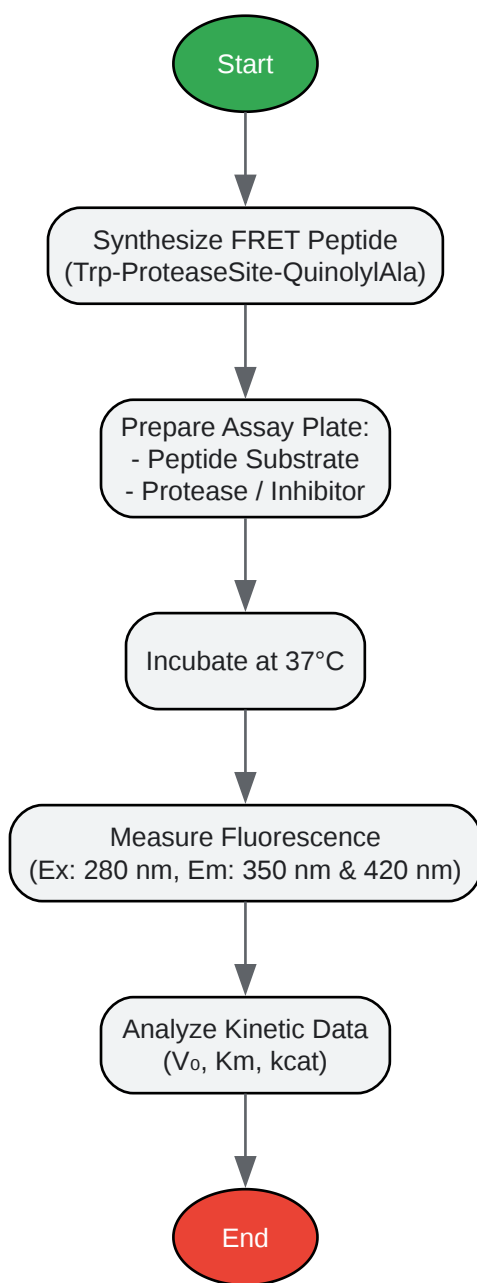 Start
Synthesize FRET Peptide
(Trp-ProteaseSite-QuinolylAla)
Prepare Assay Plate:
- Peptide Substrate
- Protease / Inhibitor
Incubate at 37°C
Measure Fluorescence
(Ex: 280 nm, Em: 350 nm & 420 nm)
Analyze Kinetic Data
(V₀, Km, kcat)
End